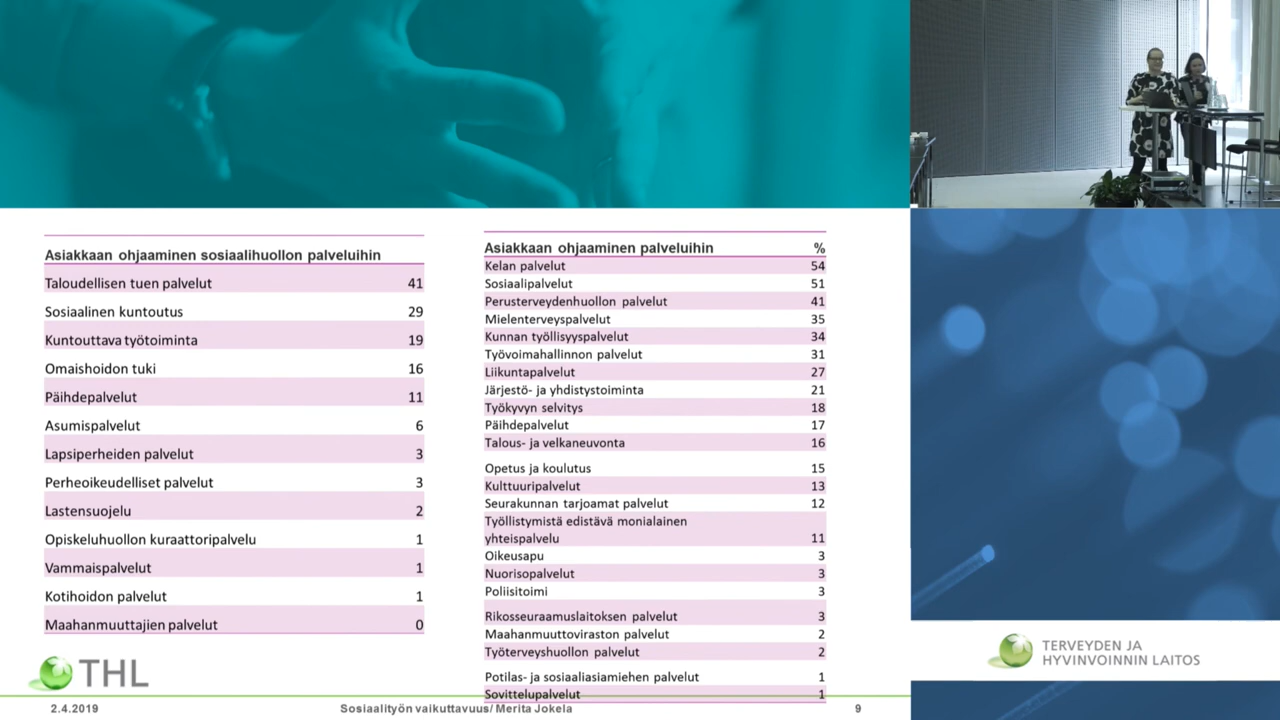 Asiakkaan ohjaaminen sosiaalihuollon palveluihin
Taloudellisen tuen palvelut 41
Sosiaalinen kuntoutus 29
Kuntouttava työtoiminta 19
Omaishoidon tuki 16
Päihdepalvelut 11
Asumispalvelut 6
Lapsiperheiden palvelut 3
Perheoikeudelliset palvelut 3
Lastensuojelu 2
Opiskeluhuollon kuraattoripalvelu 1
Vammaispalvelut 1
Kotihoidon palvelut 1
Maahanmuuttajien palvelut 0
Asiakkaan ohjaaminen palveluihin %
Kelan palvelut 54
Sosiaalipalvelut 51
Perusterveydenhuollon palvelut 41
Mielenterveyspalvelut 35
Kunnan työllisyyspalvelut 34
Työvoimahallinnon palvelut 31
Liikuntapalvelut 27
Järjestö- ja yhdistystoiminta 21
Työkyvyn selvitys 18
Päihdepalvelut 17
Talous- ja velkaneuvonta 16
Opetus ja koulutus 15
Kulttuuripalvelut 13
Seurakunnan tarjoamat palvelut 12
Työllistymistä edistävä monialainen
yhteispalvelu 11
Oikeusapu 3
Nuorisopalvelut 3
Poliisitoimi 3
Rikosseuraamuslaitoksen palvelut 3
Maahanmuuttoviraston palvelut 2
Työterveyshuollon palvelut 2
Potilas- ja sosiaaliasiamiehen palvelut 1
Sovittelupalvelut 1
THL
2.4.2019 Sosiaalityön vaikuttavuus/ Merita Jokela 9
TERVEYDEN JA
HYVINVOINNIN LAITOS